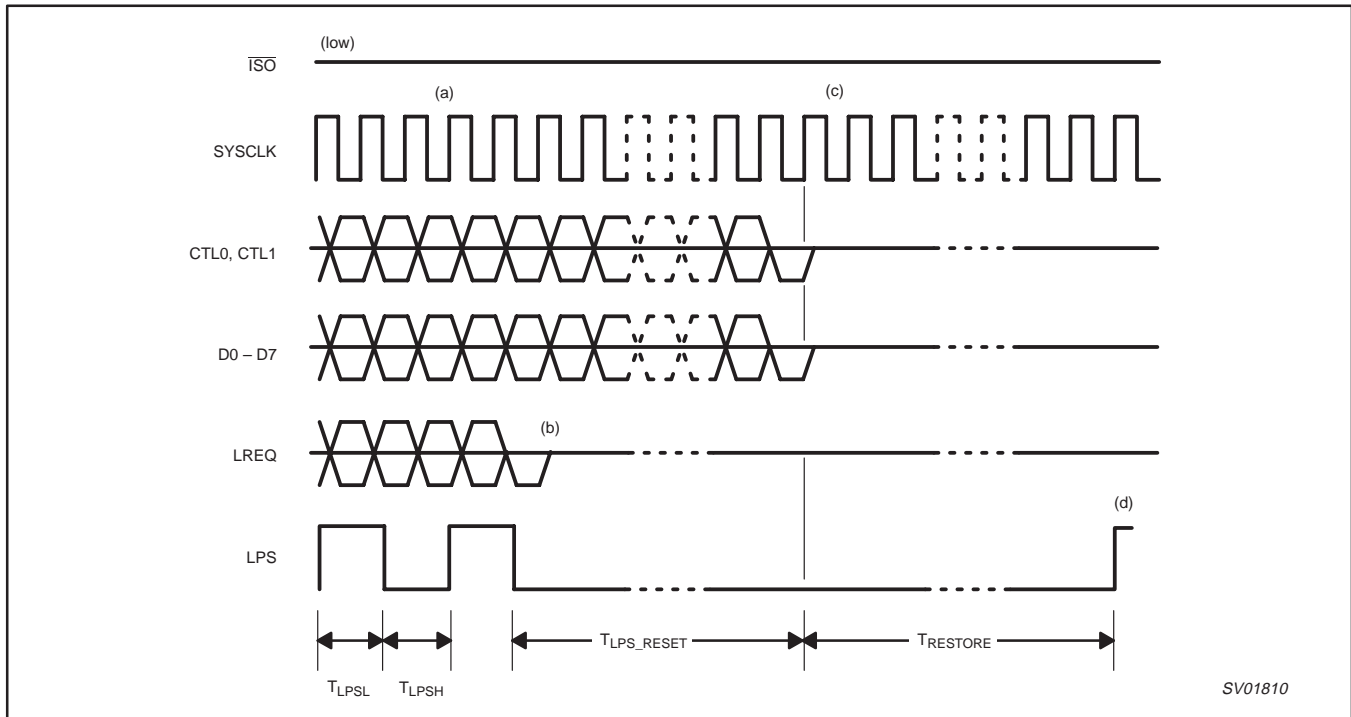 (low)
ISO
(a)
(c)
SYSCLK
CTL0, CTL1
D0 – D7
(b)
LREQ
(d)
LPS
TLPS_RESET
TRESTORE
TLPSL
TLPSH
SV01810